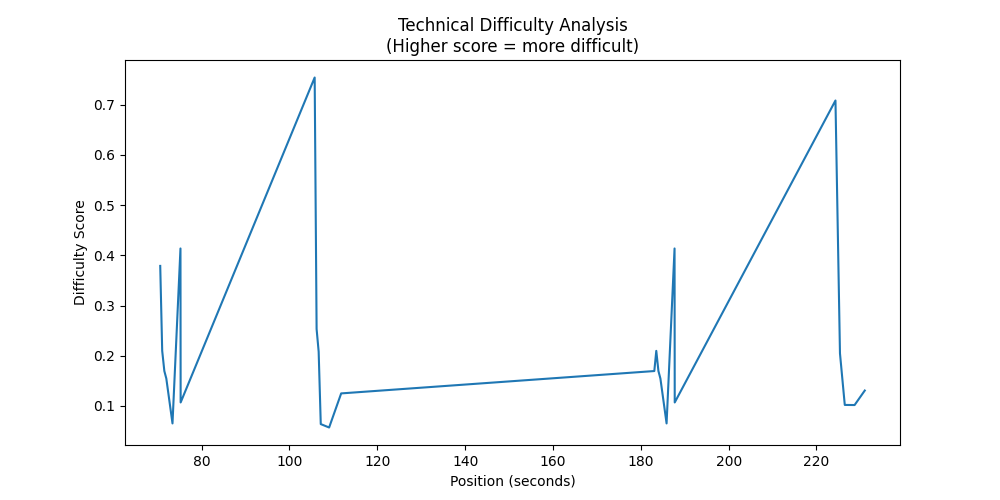 Technical Difficulty Analysis
(Higher score = more difficult)
Difficulty Score
0.7
0.6
0.5
0.4
0.3
0.2
0.1
80 100 120 140 160 180 200 220
Position (seconds)